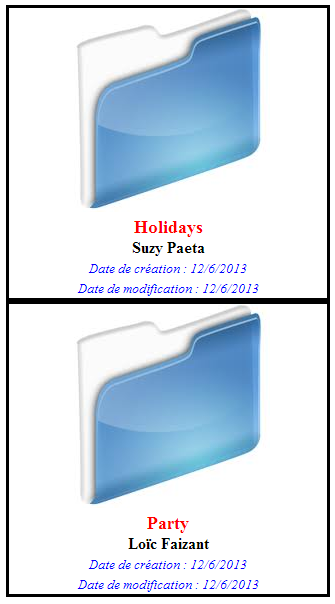 Holidays
Suzy Paeta
Date de création : 12/6/2013
Date de modification : 12/6/2013
Party
Loïc Faizant
Date de création : 12/6/2013
Date de modification : 12/6/2013